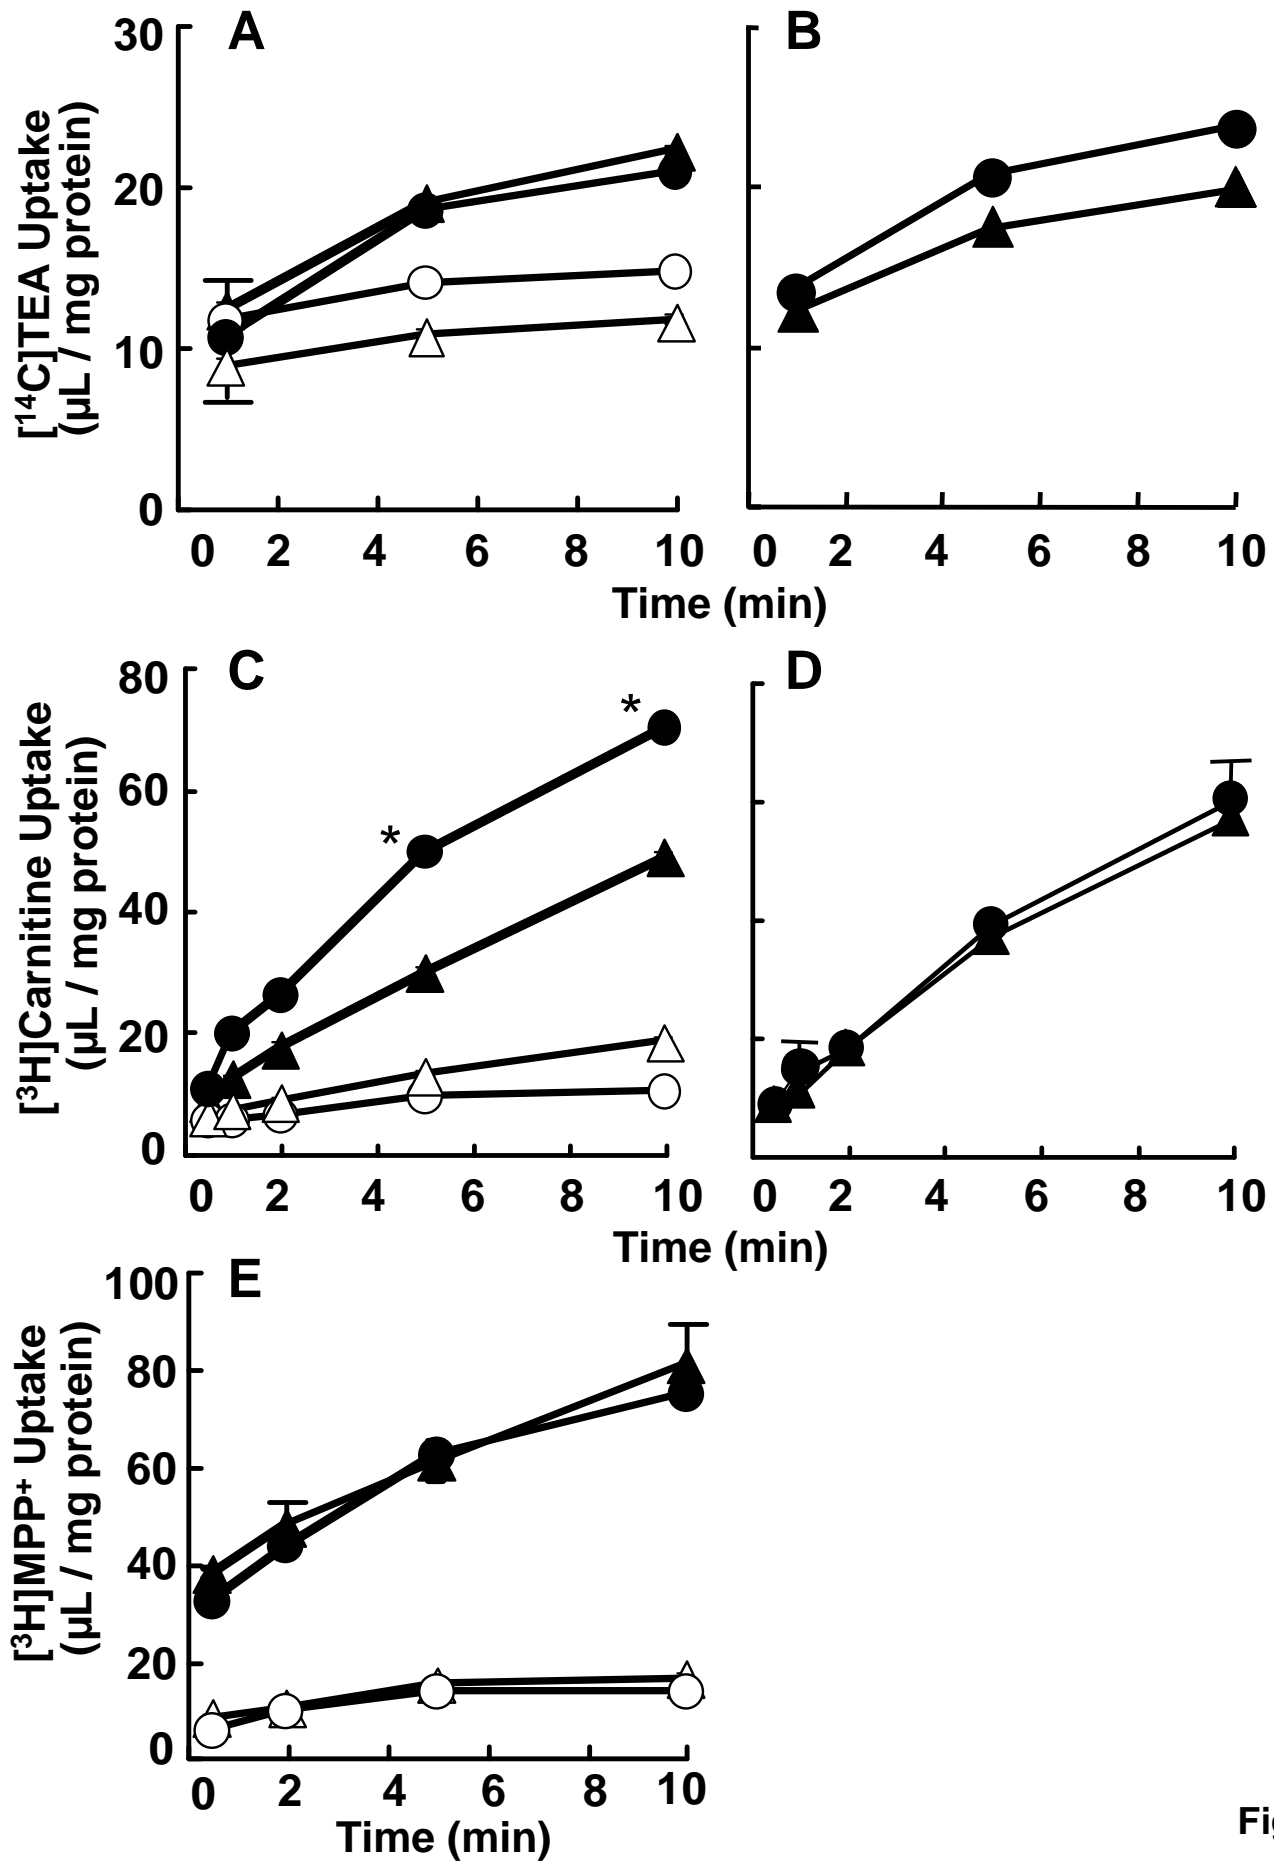 A
B
[¹⁴C]TEA Uptake
(µL / mg protein)
30
20
10
0
0 2 4 6 8 10
0 2 4 6 8 10
Time (min)
C
D
[³H]Carnitine Uptake
(µL / mg protein)
80
60
40
20
0
*
*
0 2 4 6 8 10
0 2 4 6 8 10
Time (min)
E
[³H]MPP⁺ Uptake
(µL / mg protein)
100
80
60
40
20
0
0 2 4 6 8 10
Time (min)